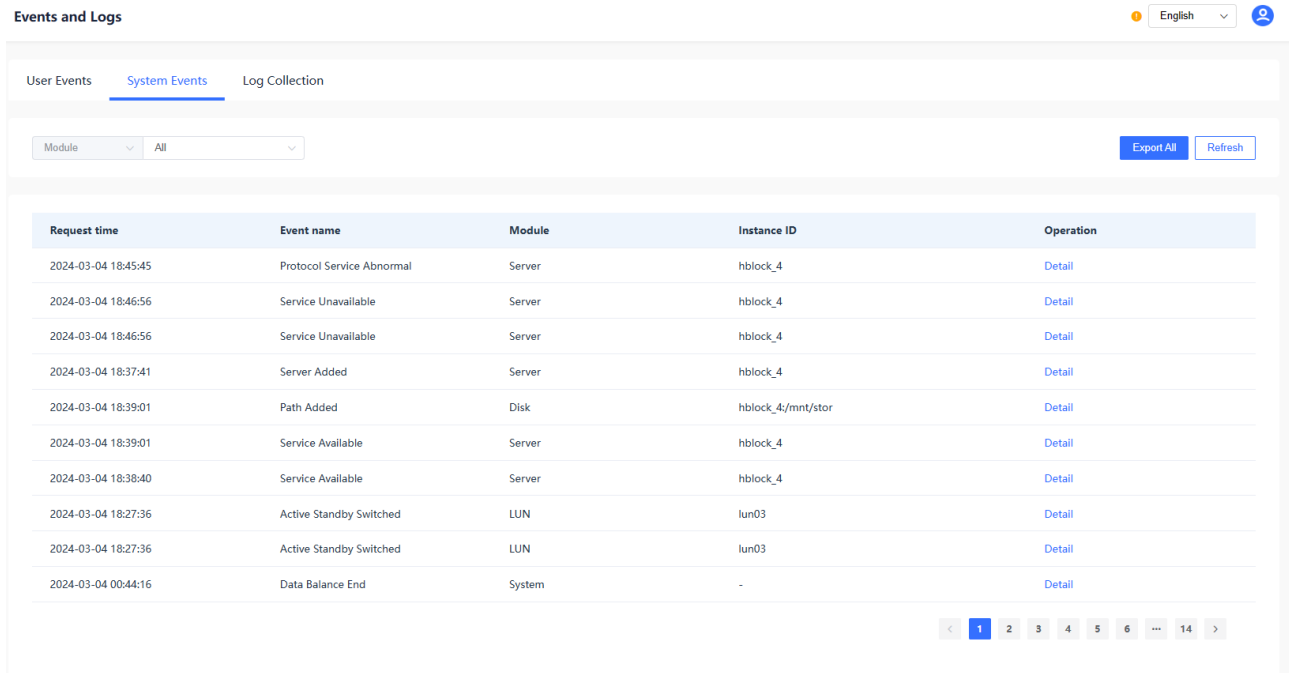 Events and Logs
English
User Events System Events Log Collection
Module All Export All Refresh
Request time Event name Module Instance ID Operation
2024-03-04 18:45:45 Protocol Service Abnormal Server hblock_4 Detail
2024-03-04 18:46:56 Service Unavailable Server hblock_4 Detail
2024-03-04 18:46:56 Service Unavailable Server hblock_4 Detail
2024-03-04 18:37:41 Server Added Server hblock_4 Detail
2024-03-04 18:39:01 Path Added Disk hblock_4:/mnt/stor Detail
2024-03-04 18:39:01 Service Available Server hblock_4 Detail
2024-03-04 18:38:40 Service Available Server hblock_4 Detail
2024-03-04 18:27:36 Active Standby Switched LUN lun03 Detail
2024-03-04 18:27:36 Active Standby Switched LUN lun03 Detail
2024-03-04 00:44:16 Data Balance End System - Detail
< 1 2 3 4 5 6 ··· 14 >